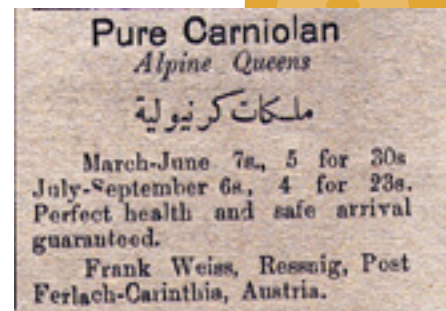 Pure Carniolan
Alpine Queens
ملكات كرنيولية
March-June 7s., 5 for 30s
July-September 6s., 4 for 23s.
Perfect health and safe arrival
guaranteed.
Frank Weiss, Ressnig, Post
Ferlach-Carinthia, Austria.